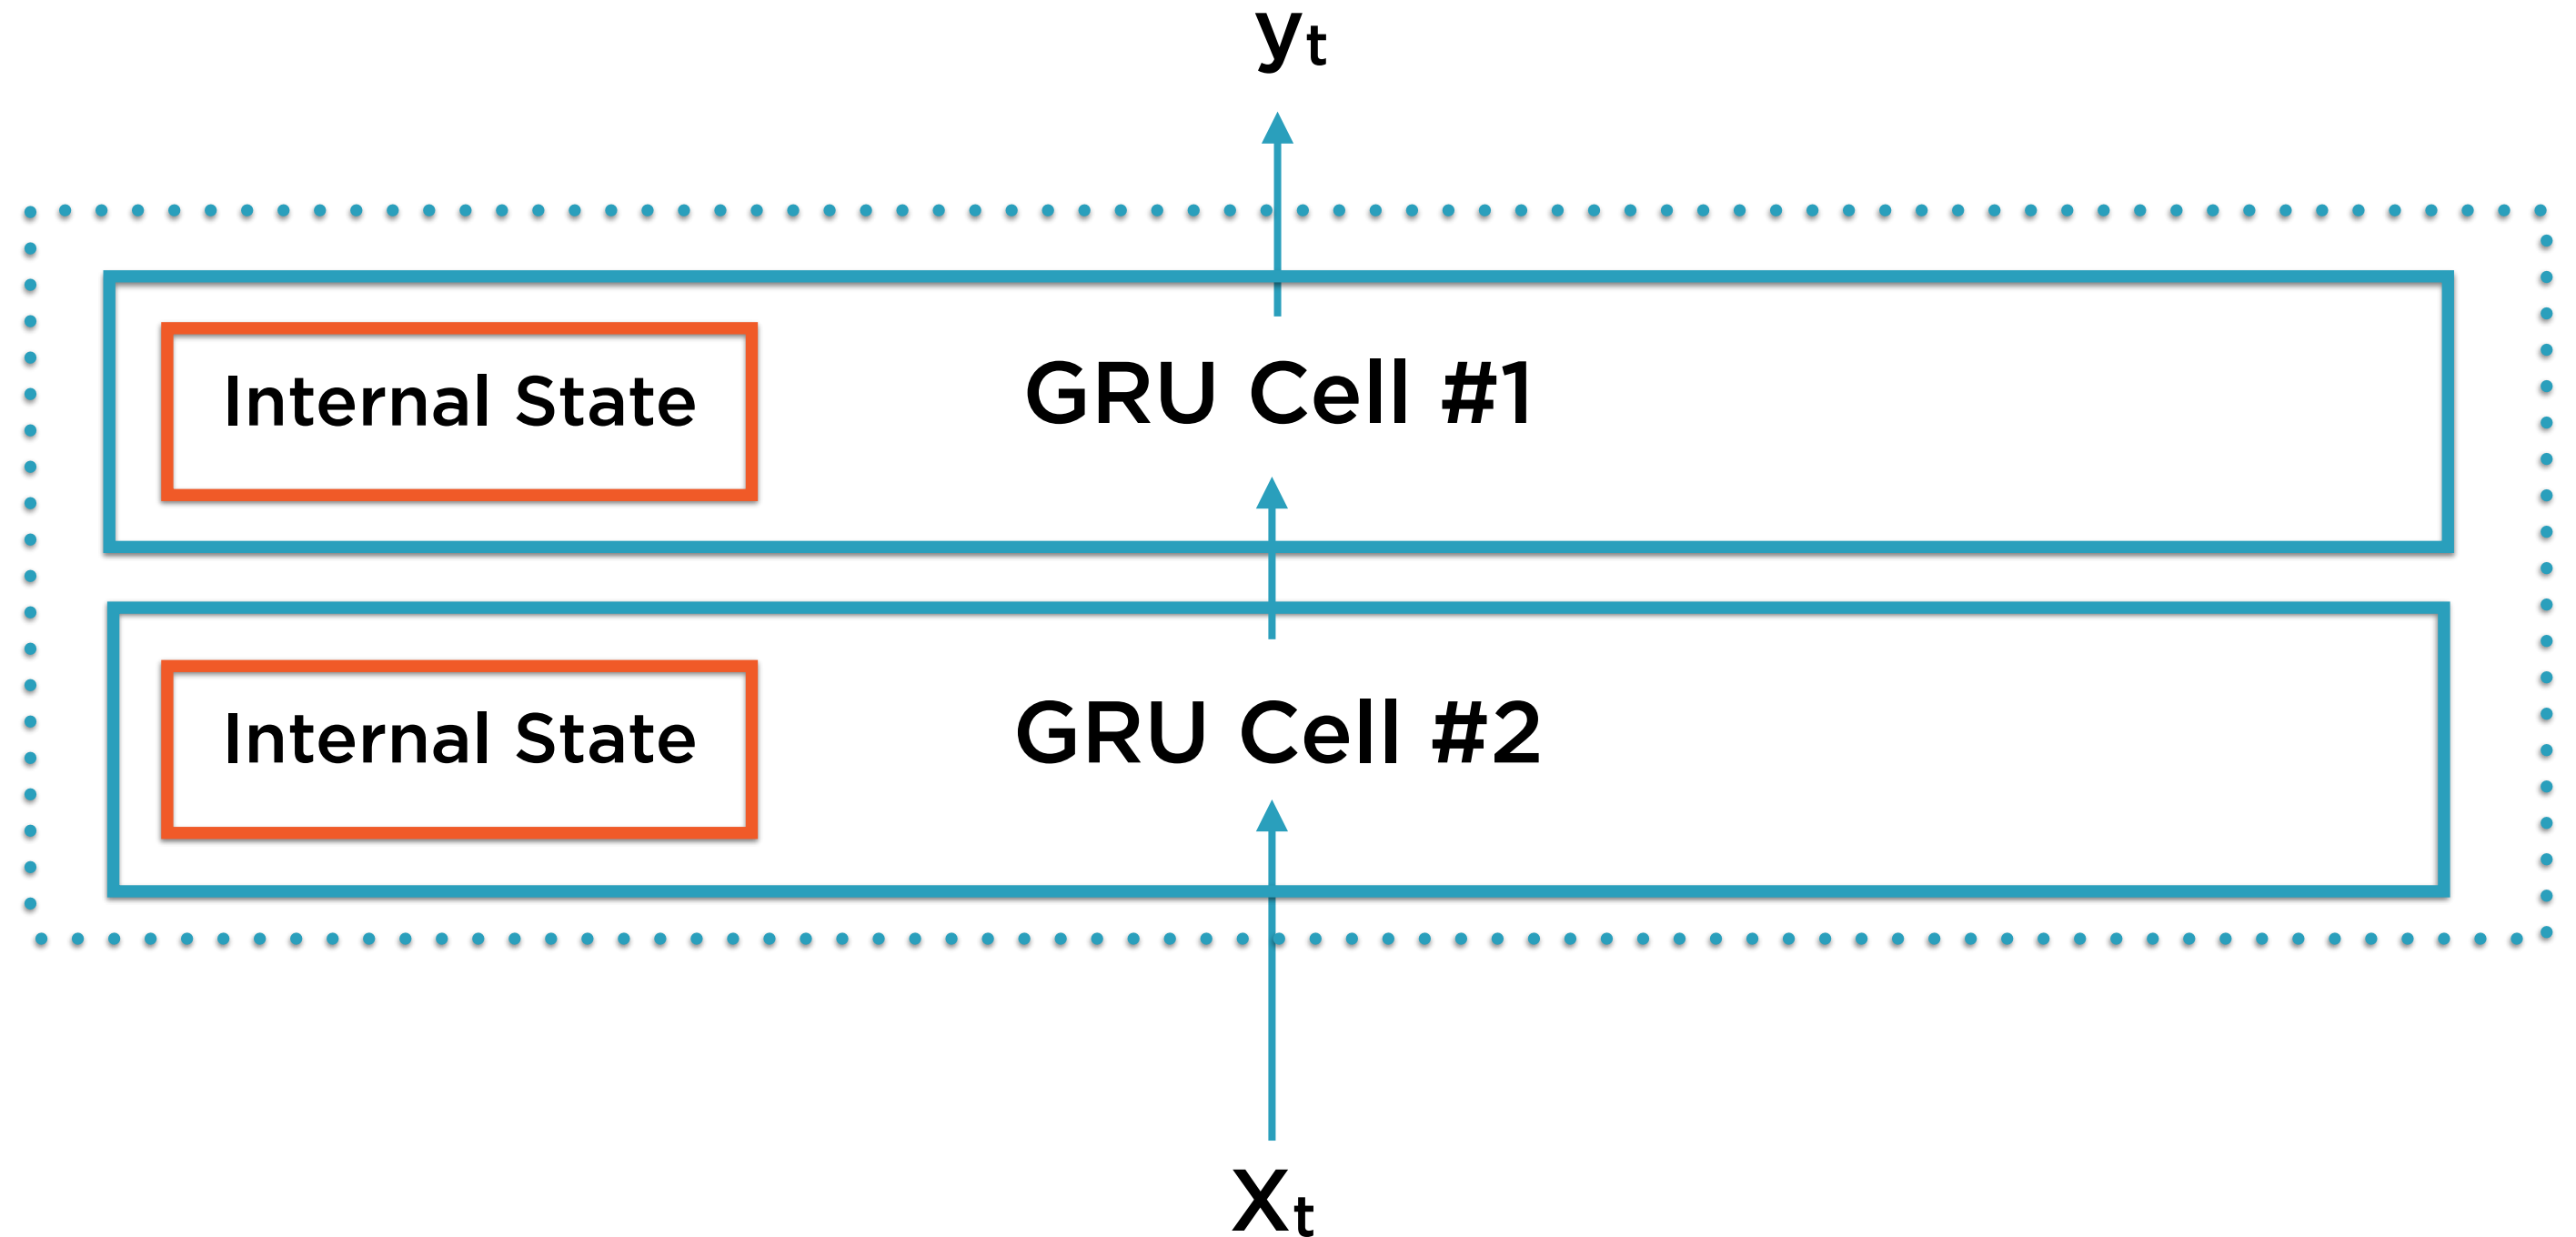 yt
Internal State GRU Cell #1
Internal State GRU Cell #2
Xt